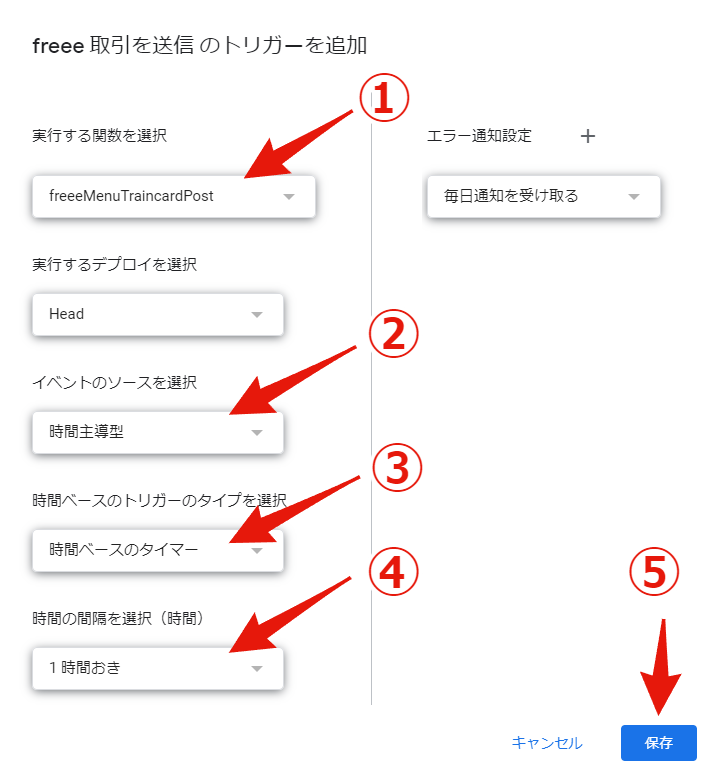 freee 取引を送信 のトリガーを追加
①
実行する関数を選択
freeeMenuTraincardPost
実行するデプロイを選択
Head
②
イベントのソースを選択
時間主導型
③
時間ベースのトリガーのタイプを選択
時間ベースのタイマー
④
時間の間隔を選択（時間）
1 時間おき
エラー通知設定 +
毎日通知を受け取る
⑤
キャンセル 保存